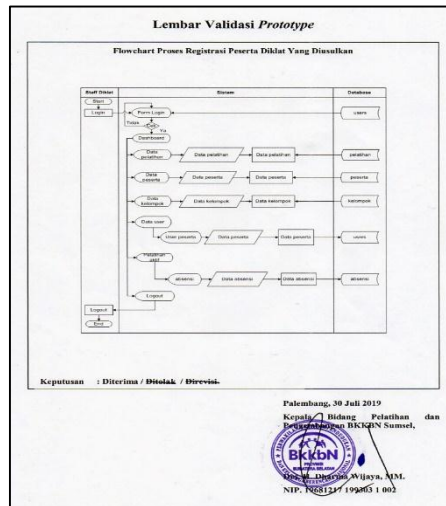 Lembar Validasi Prototype
Flowchart Proses Registrasi Peserta Diklat Yang Diusulkan
Staff Diklat
Sistem
Database
Start
Login
Form Login
users
Tidak
Ya
Dashboard
Data pelatihan
Data pelatihan
Data pelatihan
pelatihan
Data peserta
Data peserta
Data peserta
peserta
Data kelompok
Data kelompok
Data kelompok
kelompok
Data user
User peserta
Data peserta
Data peserta
users
Pelatihan
absensi
Data absensi
Data absensi
absensi
Logout
Logout
End
Keputusan : Diterima / Ditolak / Direvisi.
Palembang, 30 Juli 2019
Kepala Bidang Pelatihan dan
Pengembangan BKKBN Sumsel,
BkkbN
PROVINSI
SUMATERA SELATAN
Dharma Wijaya, MM.
NIP. 19681217 199303 1 002